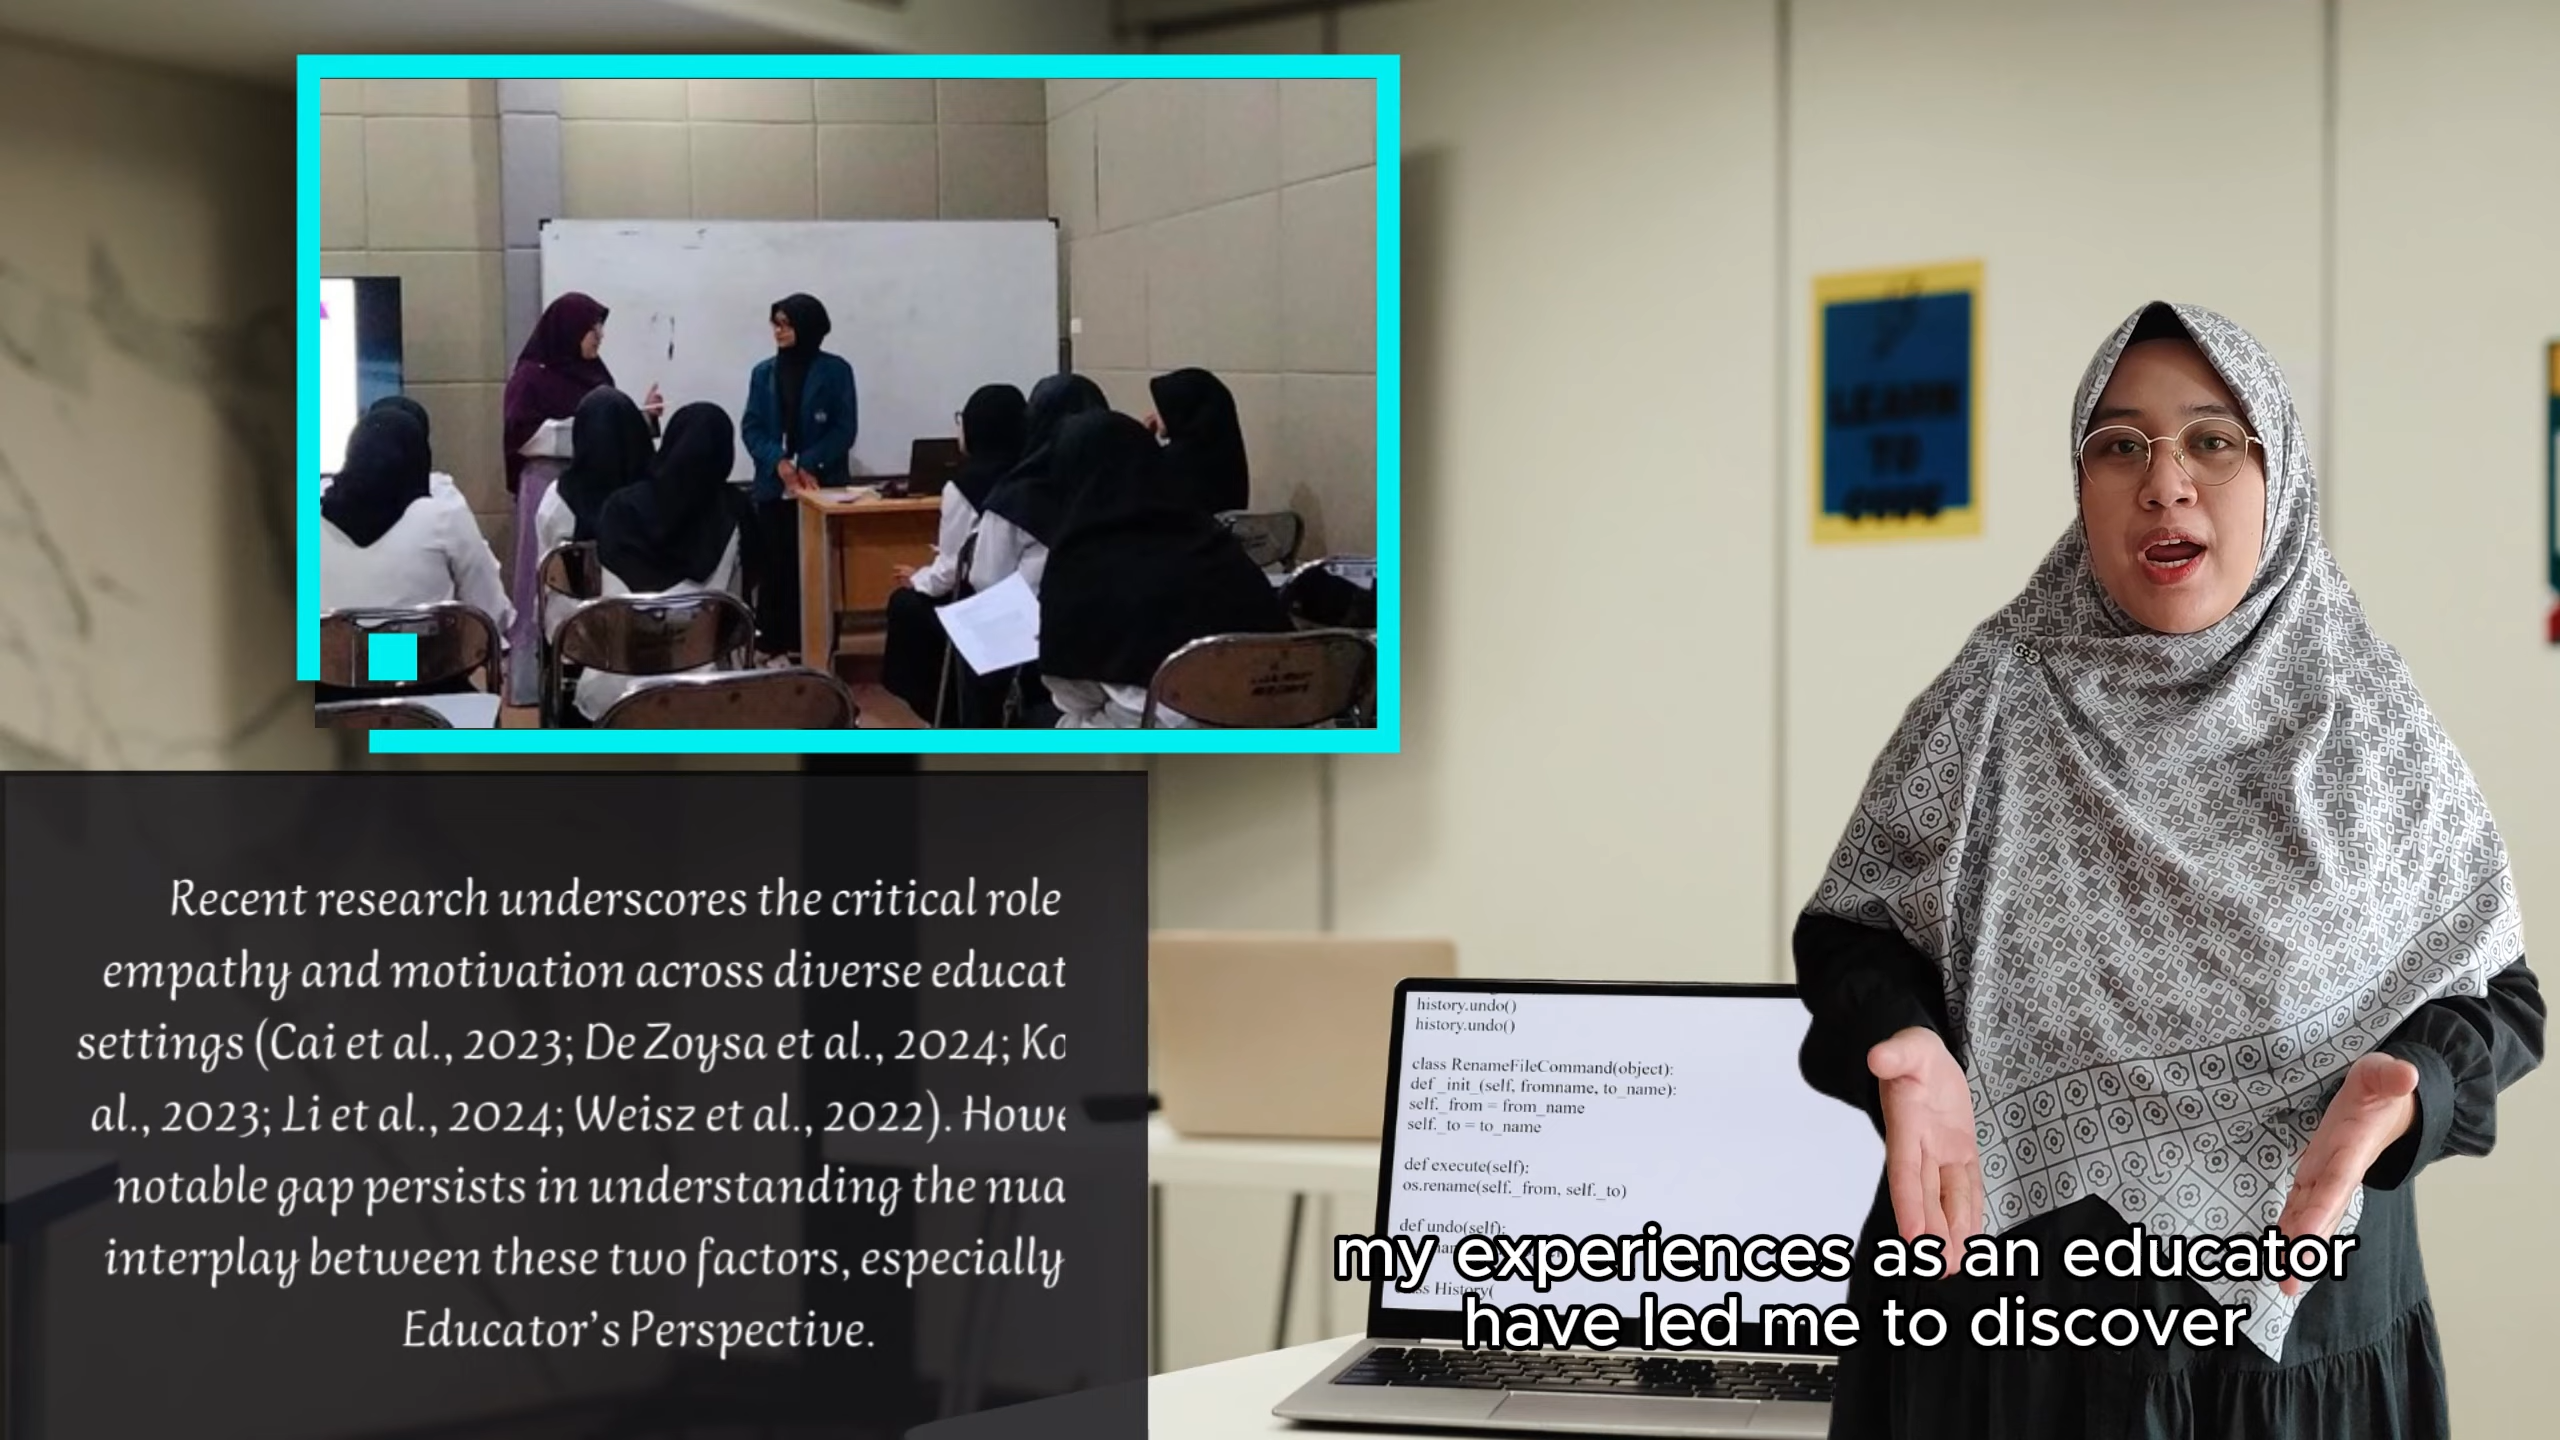 LEARN
TO
CODE
Recent research underscores the critical role
empathy and motivation across diverse educat
settings (Cai et al., 2023; De Zoysa et al., 2024; Ko
al., 2023; Li et al., 2024; Weisz et al., 2022). Howe
notable gap persists in understanding the nua
interplay between these two factors, especially
Educator's Perspective.
history.undo()
history.undo()
class RenameFileCommand(object):
def _init_(self, fromname, to_name):
self._from = from_name
self._to = to_name
def execute(self):
os.rename(self._from, self._to)
def undo(self):
History(
my experiences as an educator
have led me to discover